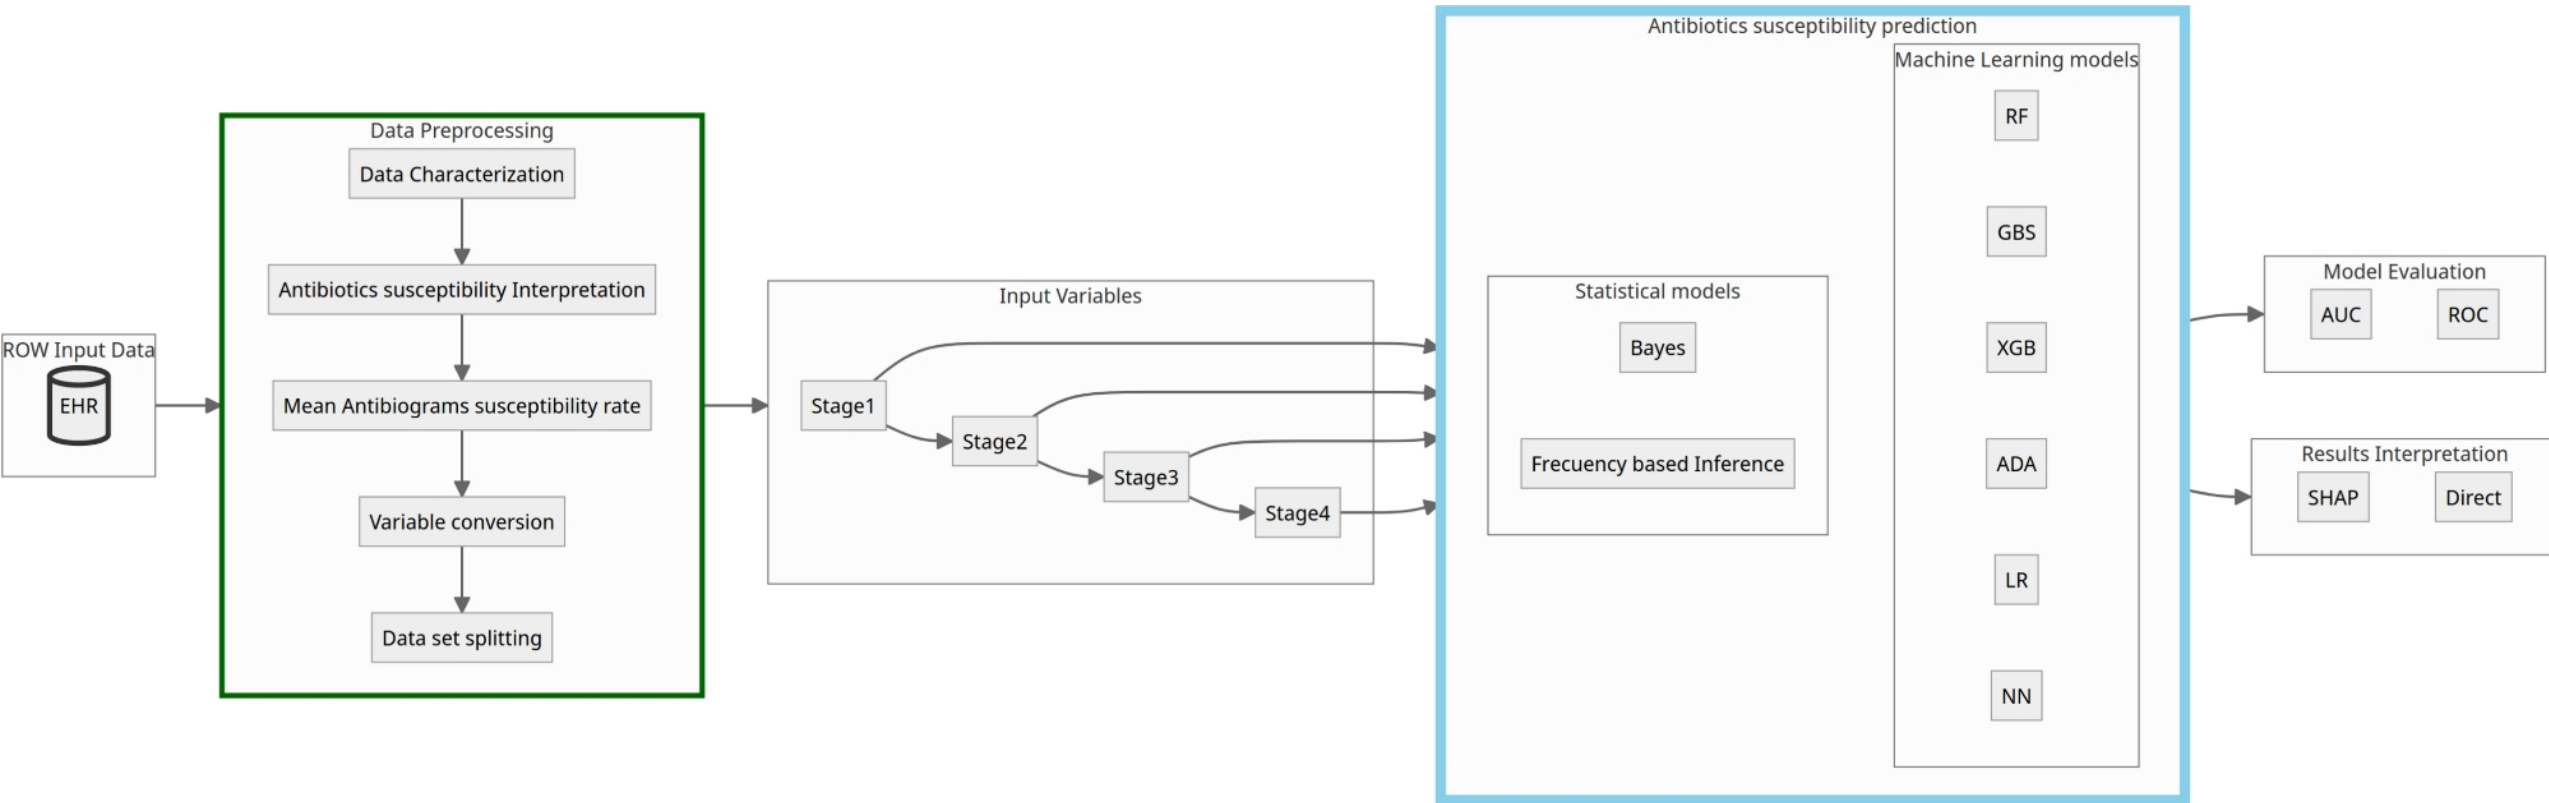 ROW Input Data
EHR
Data Preprocessing
Data Characterization
Antibiotics susceptibility Interpretation
Mean Antibiograms susceptibility rate
Variable conversion
Data set splitting
Input Variables
Stage1
Stage2
Stage3
Stage4
Antibiotics susceptibility prediction
Statistical models
Bayes
Frecuency based Inference
Machine Learning models
RF
GBS
XGB
ADA
LR
NN
Model Evaluation
AUC
ROC
Results Interpretation
SHAP
Direct